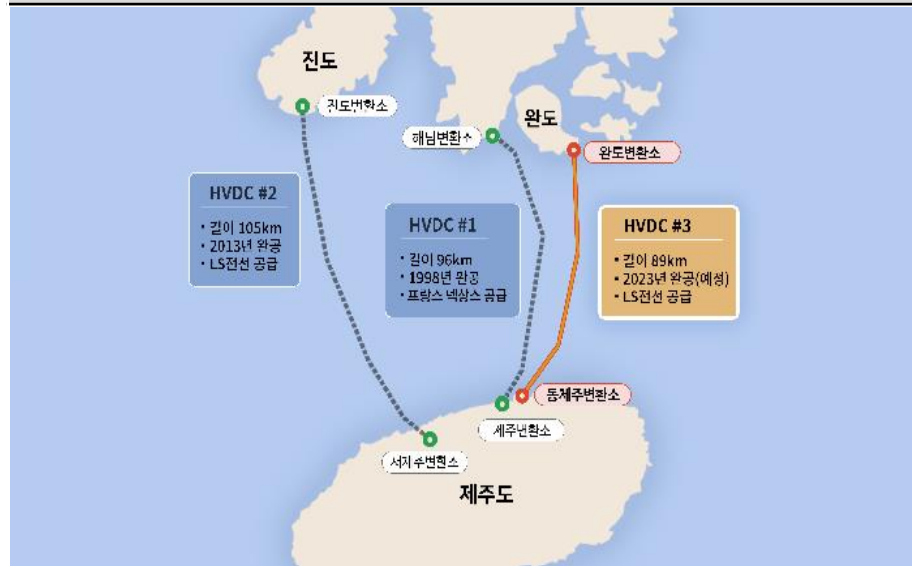 진도
진도변환소
해남변환소
완도
완도변환소
HVDC #2
• 길이 105km
• 2013년 완공
• LS전선 공급
HVDC #1
• 길이 96km
• 1998년 완공
• 프랑스 넥상스 공급
HVDC #3
• 길이 89km
• 2023년 완공(예정)
• LS전선 공급
동제주변환소
제주변환소
서제주변환소
제주도